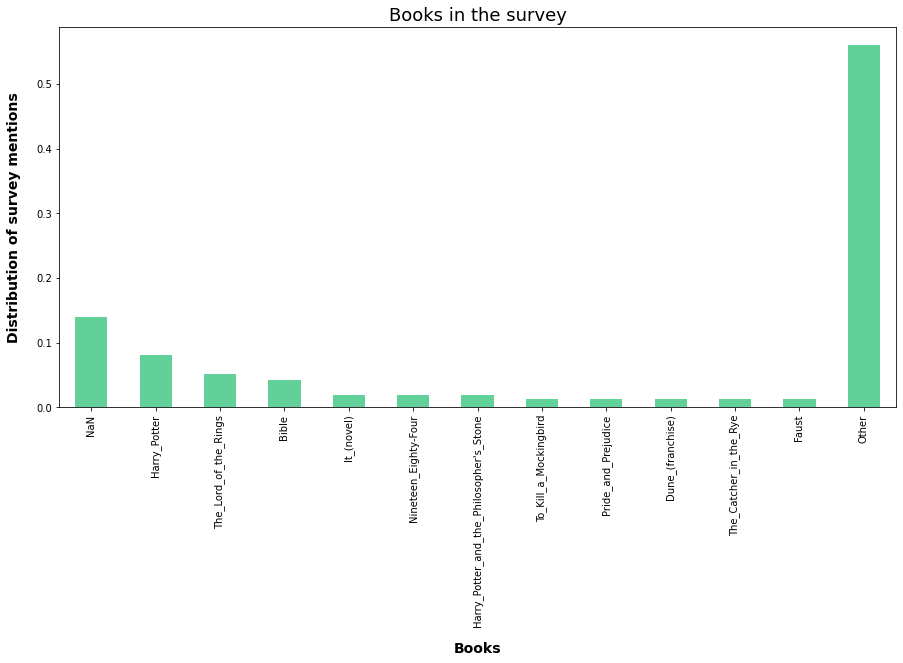 Books in the survey
Distribution of survey mentions
0.5
0.4
0.3
0.2
0.1
0.0
NaN
Harry_Potter
The_Lord_of_the_Rings
Bible
It_(novel)
Nineteen_Eighty-Four
Harry_Potter_and_the_Philosopher's_Stone
To_Kill_a_Mockingbird
Pride_and_Prejudice
Dune_(franchise)
The_Catcher_in_the_Rye
Faust
Other
Books